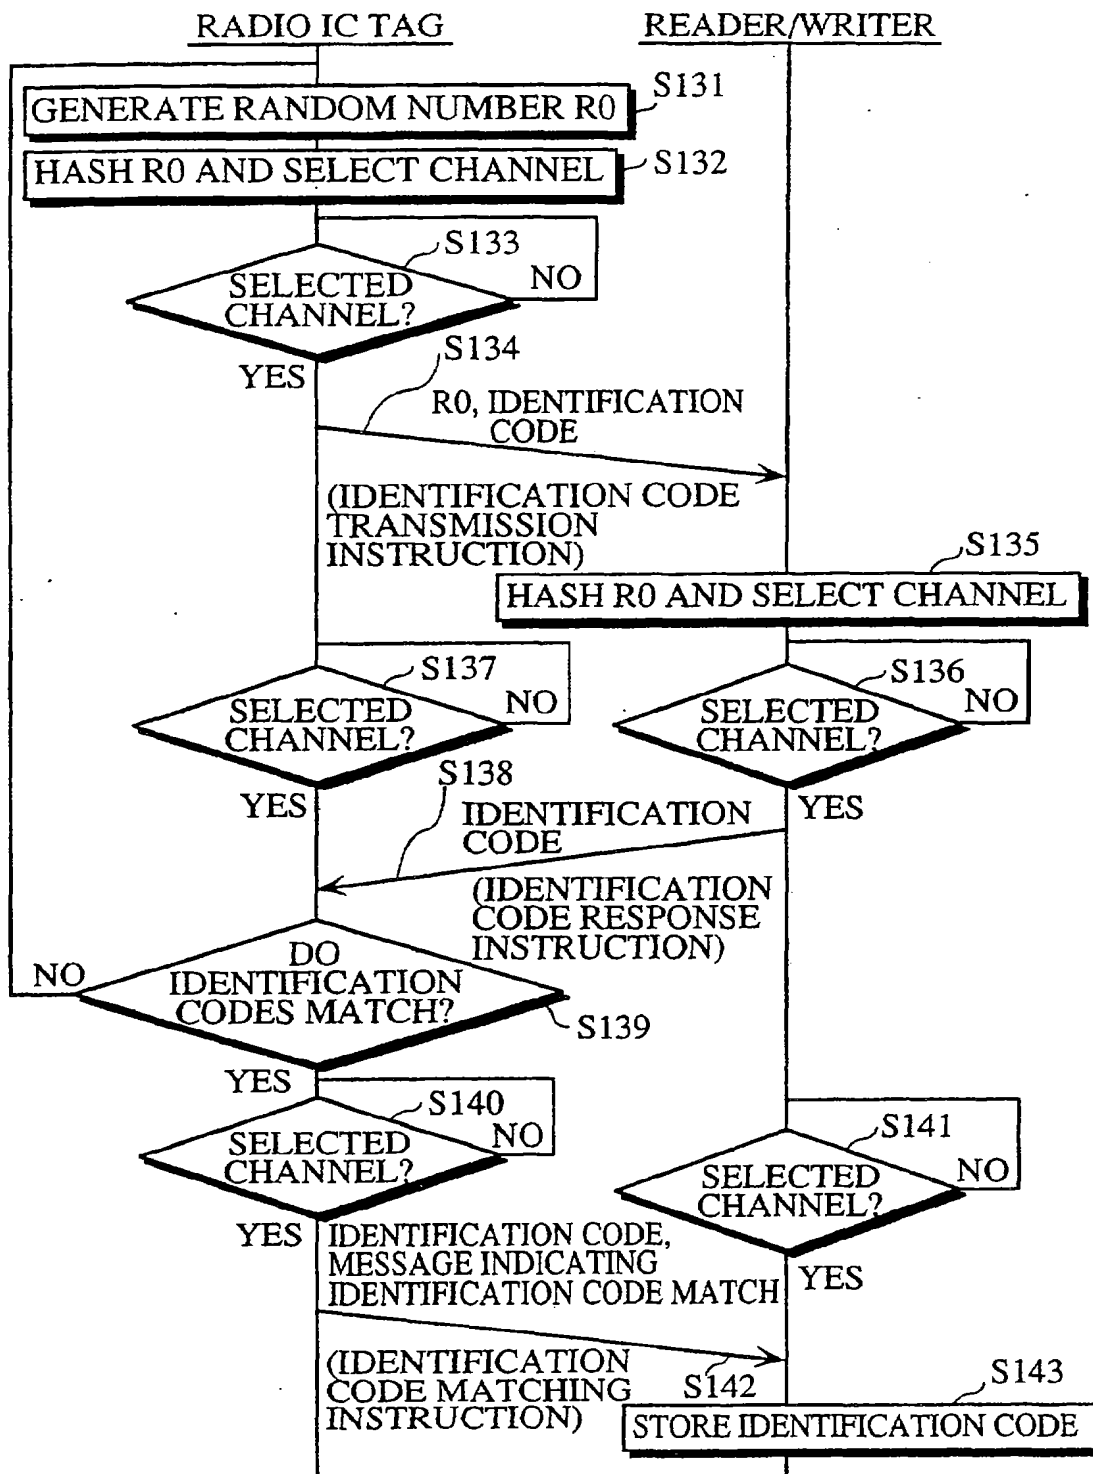 RADIO IC TAG
READER/WRITER
S131
GENERATE RANDOM NUMBER R0
S132
HASH R0 AND SELECT CHANNEL
S133
SELECTED
CHANNEL?
NO
YES
S134
R0, IDENTIFICATION
CODE
(IDENTIFICATION CODE
TRANSMISSION
INSTRUCTION)
S135
HASH R0 AND SELECT CHANNEL
S137
SELECTED
CHANNEL?
NO
YES
S136
SELECTED
CHANNEL?
NO
YES
S138
IDENTIFICATION
CODE
(IDENTIFICATION
CODE RESPONSE
INSTRUCTION)
DO
IDENTIFICATION
CODES MATCH?
NO
S139
YES
S140
SELECTED
CHANNEL?
NO
YES
S141
SELECTED
CHANNEL?
NO
YES
IDENTIFICATION CODE,
MESSAGE INDICATING
IDENTIFICATION CODE MATCH
(IDENTIFICATION
CODE MATCHING
INSTRUCTION)
S142
S143
STORE IDENTIFICATION CODE